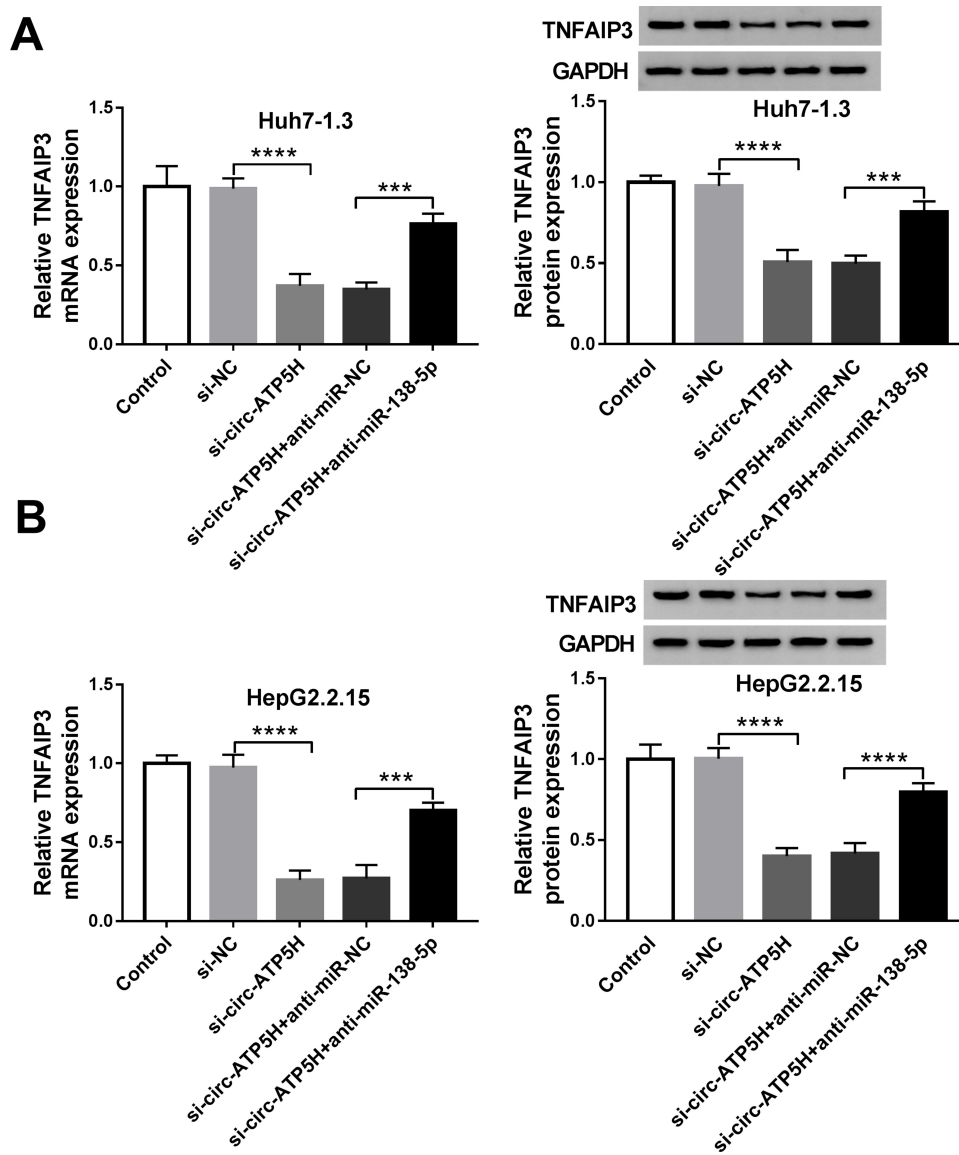 A
TNFAIP3
GAPDH
Relative TNFAIP3
mRNA expression
1.5
1.0
0.5
0.0
Huh7-1.3
****
***
Control
si-NC
si-circ-ATP5H
si-circ-ATP5H+anti-miR-NC
si-circ-ATP5H+anti-miR-138-5p
Relative TNFAIP3
protein expression
1.5
1.0
0.5
0.0
Huh7-1.3
****
***
Control
si-NC
si-circ-ATP5H
si-circ-ATP5H+anti-miR-NC
si-circ-ATP5H+anti-miR-138-5p
B
TNFAIP3
GAPDH
Relative TNFAIP3
mRNA expression
1.5
1.0
0.5
0.0
HepG2.2.15
****
***
Control
si-NC
si-circ-ATP5H
si-circ-ATP5H+anti-miR-NC
si-circ-ATP5H+anti-miR-138-5p
Relative TNFAIP3
protein expression
1.5
1.0
0.5
0.0
HepG2.2.15
****
****
Control
si-NC
si-circ-ATP5H
si-circ-ATP5H+anti-miR-NC
si-circ-ATP5H+anti-miR-138-5p